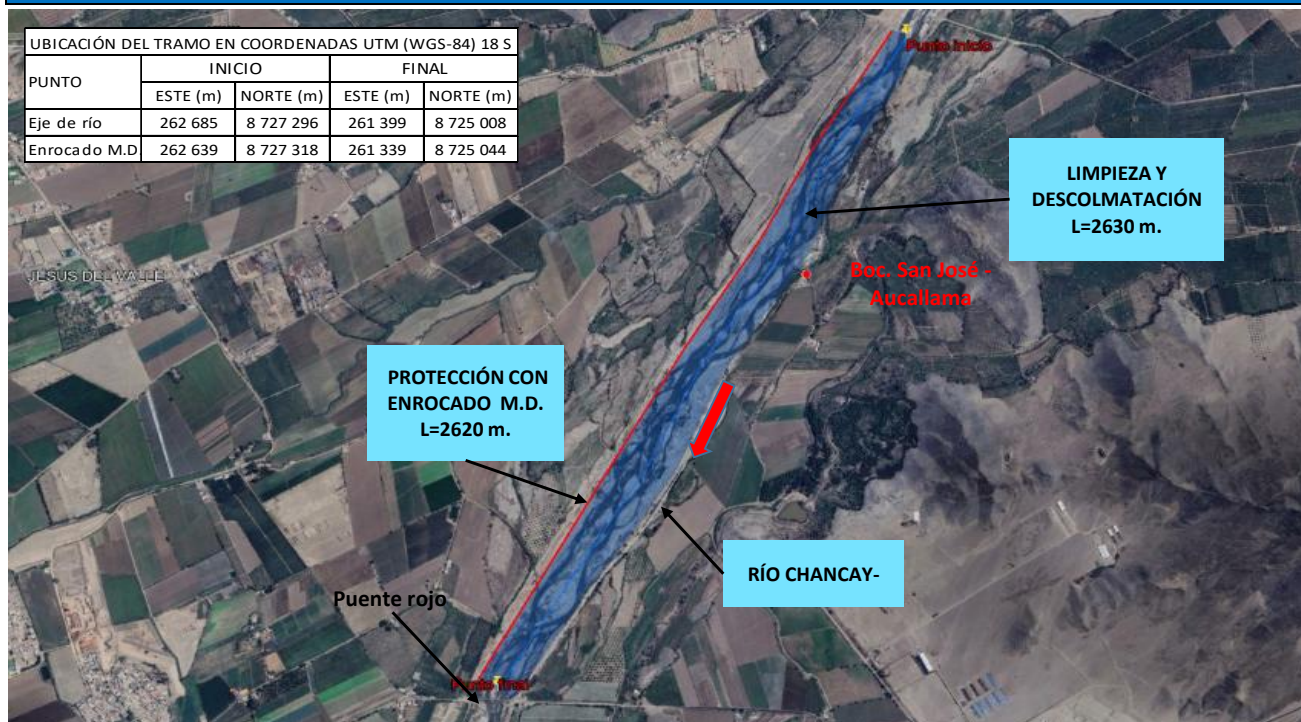 UBICACIÓN DEL TRAMO EN COORDENADAS UTM (WGS-84) 18 S
PUNTO INICIO FINAL
ESTE (m) NORTE (m) ESTE (m) NORTE (m)
Eje de río 262 685 8 727 296 261 399 8 725 008
Enrocado M.D 262 639 8 727 318 261 339 8 725 044
Punto inicio
LIMPIEZA Y
DESCOLMATACIÓN
L=2630 m.
JESUS DEL VALLE
Boc. San José -
Aucallama
PROTECCIÓN CON
ENROCADO M.D.
L=2620 m.
RÍO CHANCAY-
Puente rojo
Punto final